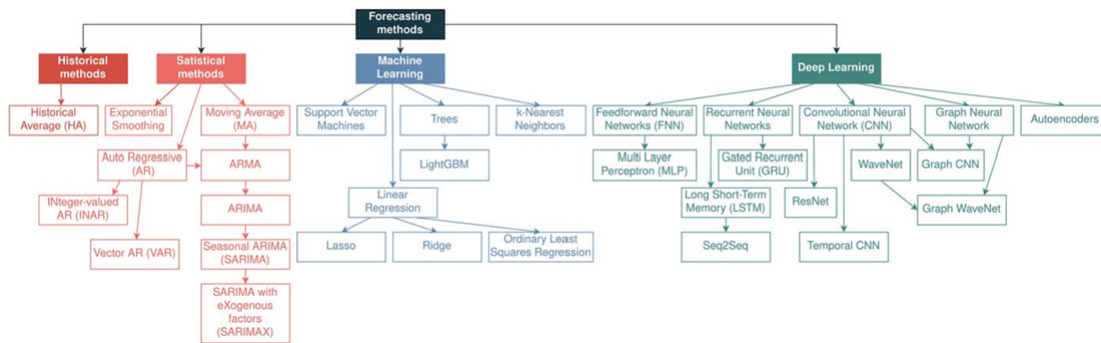 Forecasting
methods
Historical
methods
Satistical
methods
Machine
Learning
Deep Learning
Historical
Average (HA)
Exponential
Smoothing
Moving Average
(MA)
Support Vector
Machines
Trees
k-Nearest
Neighbors
Feedforward Neural
Networks (FNN)
Recurrent Neural
Networks
Convolutional Neural
Network (CNN)
Graph Neural
Network
Autoencoders
Auto Regressive
(AR)
ARMA
LightGBM
Multi Layer
Perceptron (MLP)
Gated Recurrent
Unit (GRU)
WaveNet
Graph CNN
INteger-valued
AR (INAR)
ARIMA
Linear
Regression
Long Short-Term
Memory (LSTM)
ResNet
Graph WaveNet
Vector AR (VAR)
Seasonal ARIMA
(SARIMA)
Lasso
Ridge
Ordinary Least
Squares Regression
Seq2Seq
Temporal CNN
SARIMA with
eXogenous
factors
(SARIMAX)